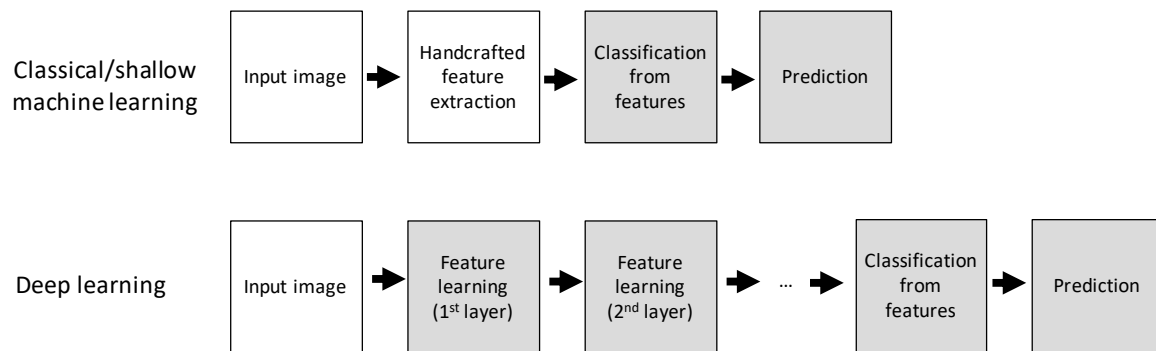 Classical/shallow
machine learning
Input image
Handcrafted
feature
extraction
Classification
from
features
Prediction
Deep learning
Input image
Feature
learning
(1st layer)
Feature
learning
(2nd layer)
...
Classification
from
features
Prediction